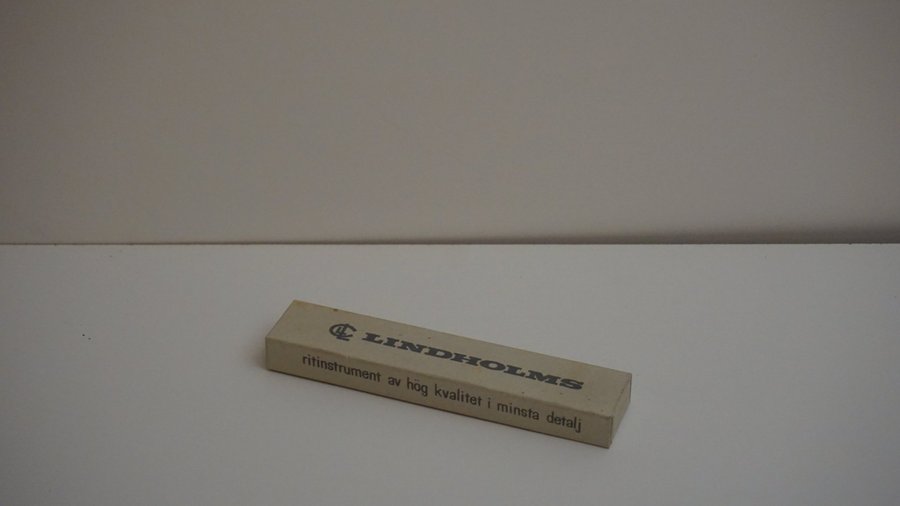 LINDHOLMS
ritinstrument av hög kvalitet i minsta detalj